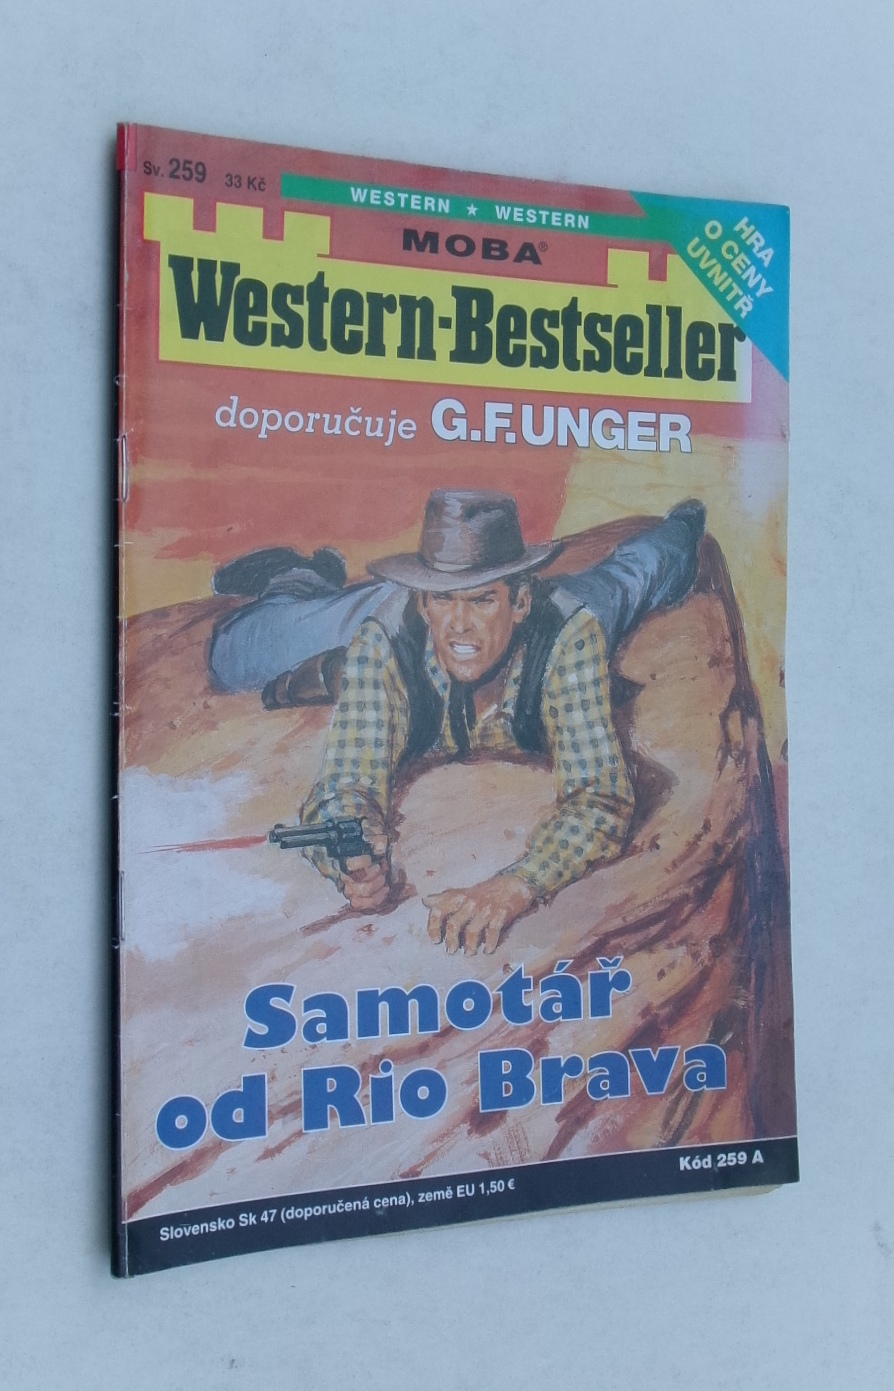 Sv. 259 33 Kč
WESTERN ★ WESTERN
HRA
O CENY
UVNITŘ
MOBA®
Western-Bestseller
doporučuje G.F. UNGER
Samotář
od Rio Brava
Kód 259 A
Slovensko Sk 47 (doporučená cena), země EU 1,50 €